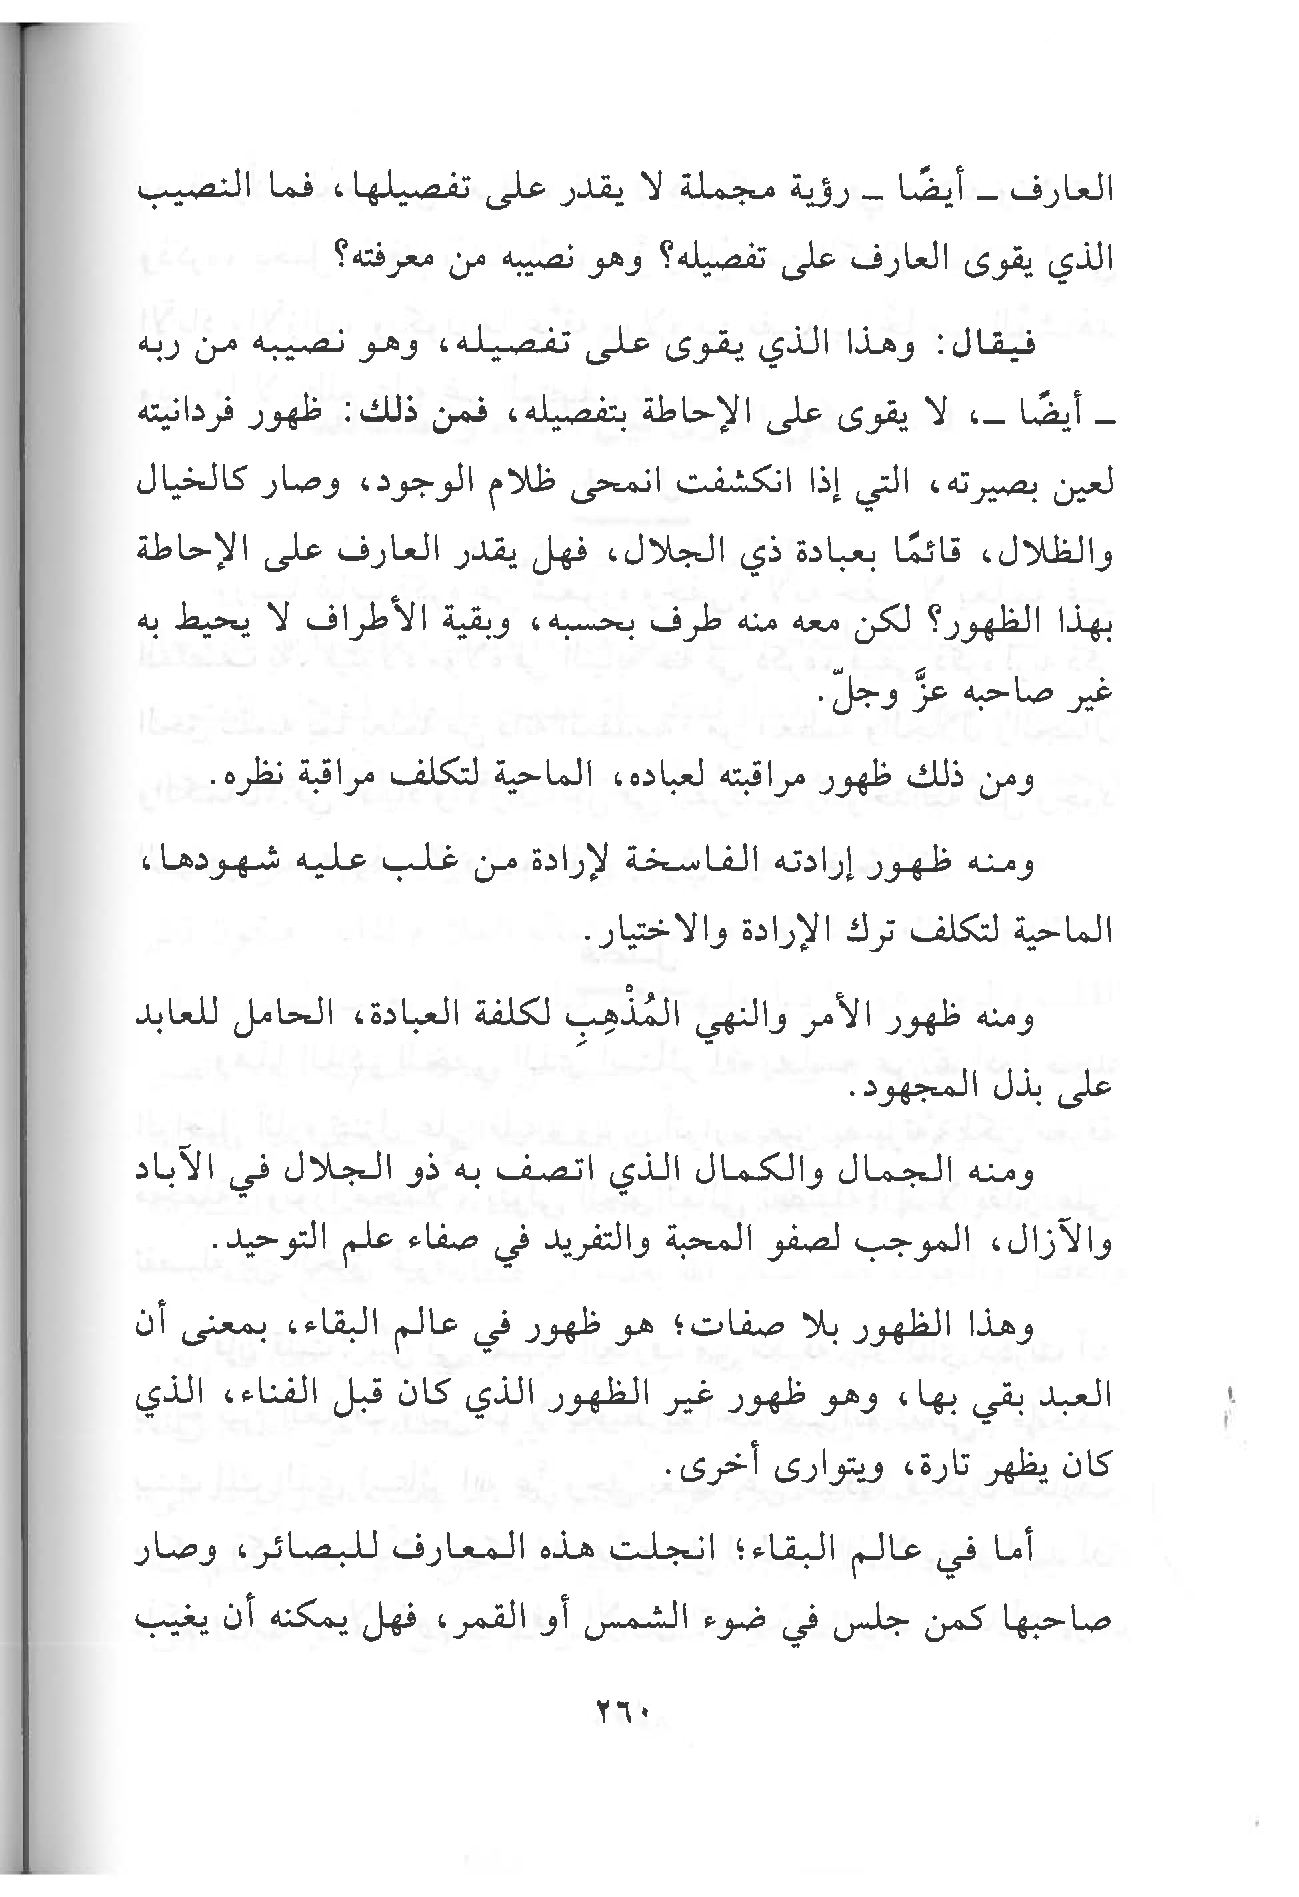 العارف ـ أيضًا ـ رؤية مجملة لا يقدر على تفصيلها، فما النصيب
الذي يقوى العارف على تفصيله؟ وهو نصيبه من معرفته؟
فيقال: وهذا الذي يقوى على تفصيله، وهو نصيبه من ربه
ـ أيضًا ـ، لا يقوى على الإحاطة بتفصيله، فمن ذلك: ظهور فردانيته
لعين بصيرته، التي إذا انكشفت انمحى ظلام الوجود، وصار كالخيال
والظلال، قائمًا بعبادة ذي الجلال، فهل يقدر العارف على الإحاطة
بهذا الظهور؟ لكن معه منه طرف بحسبه، وبقية الأطراف لا يحيط به
غير صاحبه عزَّ وجلّ.
ومن ذلك ظهور مراقبته لعباده، الماحية لتكلف مراقبة نظره.
ومنه ظهور إرادته الفاسخة لإرادة من غلب عليه شهودها،
الماحية لتكلف ترك الإرادة والاختيار.
ومنه ظهور الأمر والنهي المُذْهِبِ لكلفة العبادة، الحامل للعابد
على بذل المجهود.
ومنه الجمال والكمال الذي اتصف به ذو الجلال في الآباد
والآزال، الموجب لصفو المحبة والتفريد في صفاء علم التوحيد.
وهذا الظهور بلا صفات؛ هو ظهور في عالم البقاء، بمعنى أن
العبد بقي بها، وهو ظهور غير الظهور الذي كان قبل الفناء، الذي
كان يظهر تارة، ويتوارى أخرى.
أما في عالم البقاء؛ انجلت هذه المعارف للبصائر، وصار
صاحبها كمن جلس في ضوء الشمس أو القمر، فهل يمكنه أن يغيب
٢٦٠